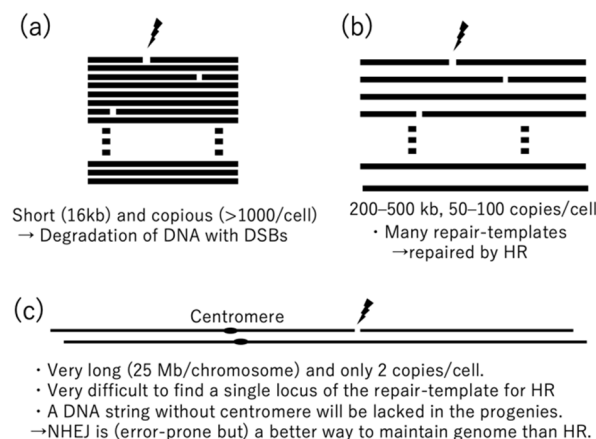 (a)
Short (16kb) and copious (>1000/cell)
→ Degradation of DNA with DSBs
(b)
200–500 kb, 50–100 copies/cell
・Many repair-templates
→repaired by HR
(c)
Centromere
・Very long (25 Mb/chromosome) and only 2 copies/cell.
・Very difficult to find a single locus of the repair-template for HR
・A DNA string without centromere will be lacked in the progenies.
→NHEJ is (error-prone but) a better way to maintain genome than HR.